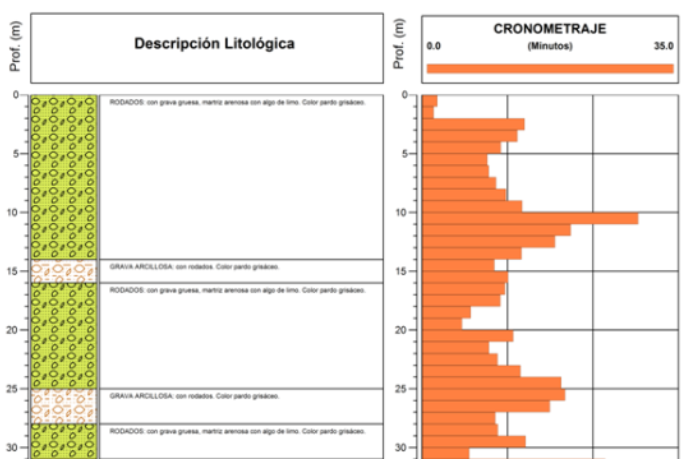 Prof. (m)
Descripción Litológica
Prof. (m)
CRONOMETRAJE
0.0
(Minutos)
35.0
0
RODADOS: con grava gruesa, martriz arenosa con algo de limo. Color pardo grisáceo.
5
10
GRAVA ARCILLOSA: con rodados. Color pardo grisáceo.
15
RODADOS: con grava gruesa, martriz arenosa con algo de limo. Color pardo grisáceo.
20
25
GRAVA ARCILLOSA: con rodados. Color pardo grisáceo.
RODADOS: con grava gruesa, martriz arenosa con algo de limo. Color pardo grisáceo.
30
0
5
10
15
20
25
30